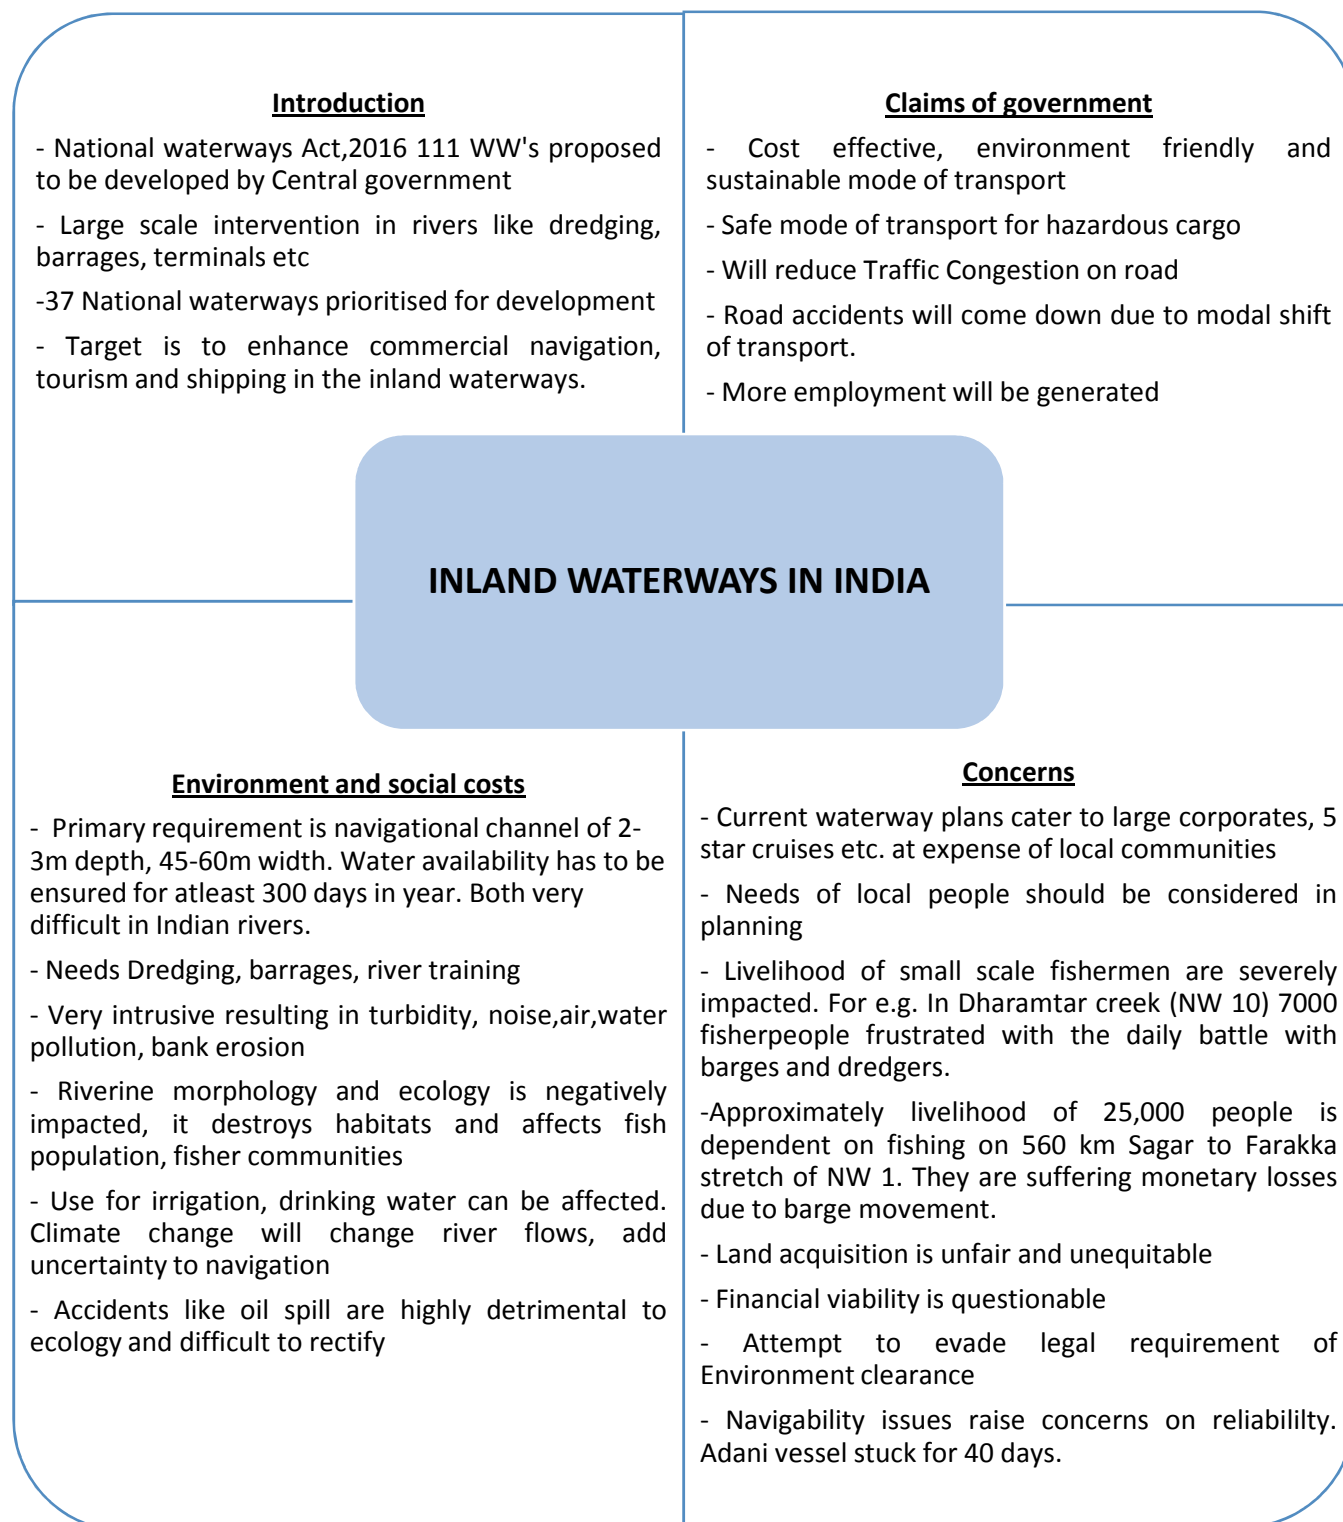 Introduction
- National waterways Act,2016 111 WW's proposed
to be developed by Central government
- Large scale intervention in rivers like dredging,
barrages, terminals etc
-37 National waterways prioritised for development
- Target is to enhance commercial navigation,
tourism and shipping in the inland waterways.
Claims of government
- Cost effective, environment friendly and
sustainable mode of transport
- Safe mode of transport for hazardous cargo
- Will reduce Traffic Congestion on road
- Road accidents will come down due to modal shift
of transport.
- More employment will be generated
INLAND WATERWAYS IN INDIA
Environment and social costs
- Primary requirement is navigational channel of 2-
3m depth, 45-60m width. Water availability has to be
ensured for atleast 300 days in year. Both very
difficult in Indian rivers.
- Needs Dredging, barrages, river training
- Very intrusive resulting in turbidity, noise,air,water
pollution, bank erosion
- Riverine morphology and ecology is negatively
impacted, it destroys habitats and affects fish
population, fisher communities
- Use for irrigation, drinking water can be affected.
Climate change will change river flows, add
uncertainty to navigation
- Accidents like oil spill are highly detrimental to
ecology and difficult to rectify
Concerns
- Current waterway plans cater to large corporates, 5
star cruises etc. at expense of local communities
- Needs of local people should be considered in
planning
- Livelihood of small scale fishermen are severely
impacted. For e.g. In Dharamtar creek (NW 10) 7000
fisherpeople frustrated with the daily battle with
barges and dredgers.
-Approximately livelihood of 25,000 people is
dependent on fishing on 560 km Sagar to Farakka
stretch of NW 1. They are suffering monetary losses
due to barge movement.
- Land acquisition is unfair and unequitable
- Financial viability is questionable
- Attempt to evade legal requirement of
Environment clearance
- Navigability issues raise concerns on reliabililty.
Adani vessel stuck for 40 days.